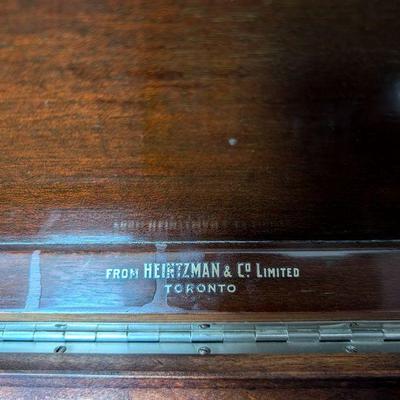 FROM HEINTZMAN & CO LIMITED
TORONTO